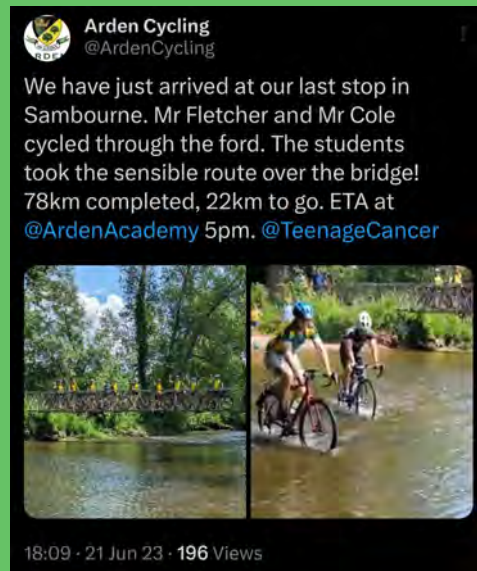 Arden Cycling
@ArdenCycling
We have just arrived at our last stop in
Sambourne. Mr Fletcher and Mr Cole
cycled through the ford. The students
took the sensible route over the bridge!
78km completed, 22km to go. ETA at
@ArdenAcademy 5pm. @TeenageCancer
18:09 · 21 Jun 23 · 196 Views